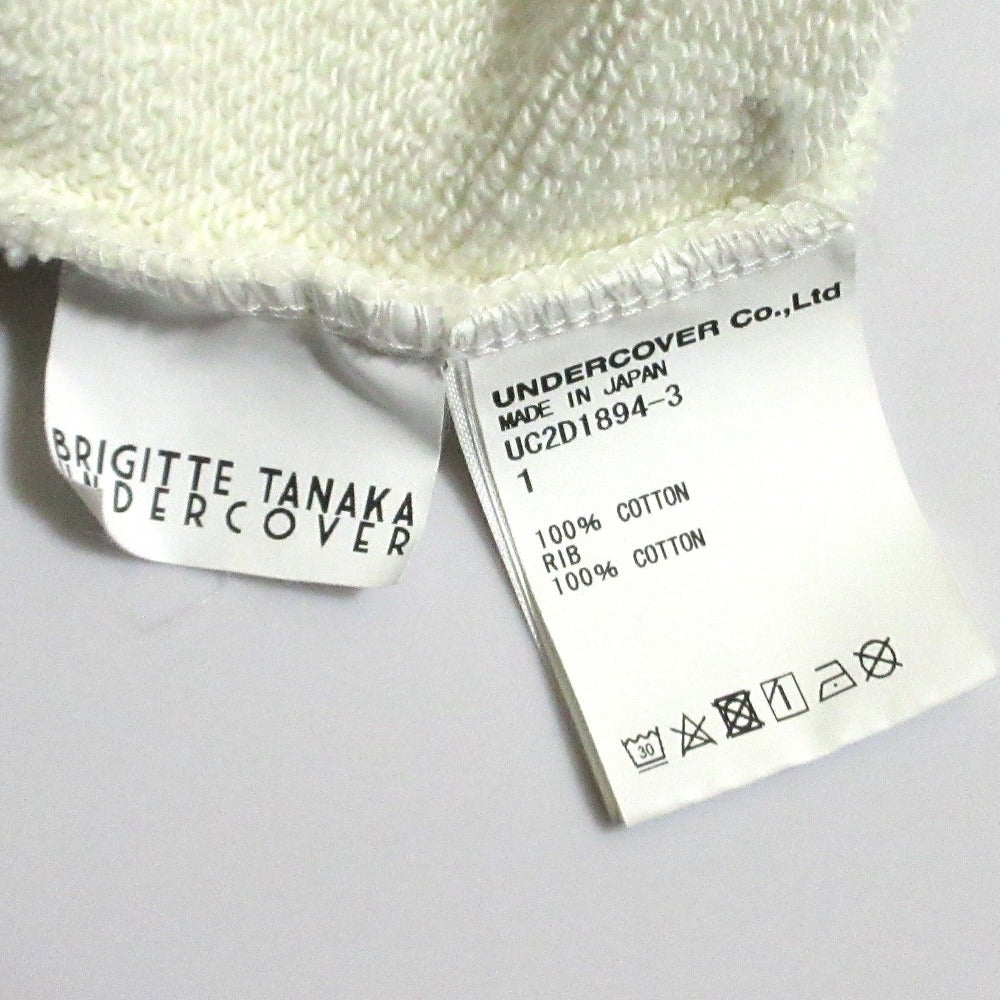 BRIGITTE TANAKA
UNDERCOVER
UNDERCOVER Co.,Ltd
MADE IN JAPAN
UC2D1894-3
1
100% COTTON
RIB
100% COTTON
30